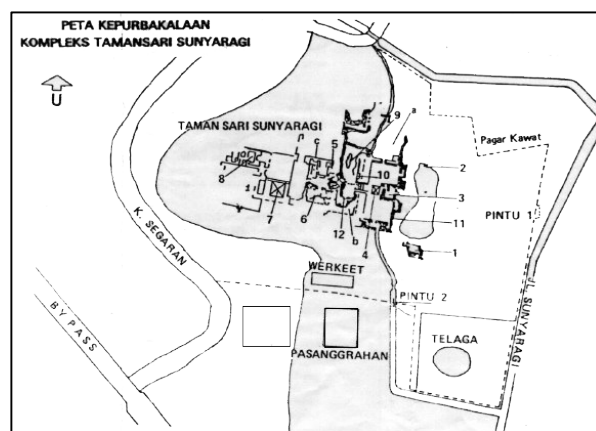 PETA KEPURBAKALAAN
KOMPLEKS TAMANSARI SUNYARAGI
U
TAMAN SARI SUNYARAGI
c
5
9
a
Pagar Kawat
8
10
2
3
PINTU 1
7
6
12
b
4
11
1
K. SEGARAN
WERKEET
PINTU 2
BY PASS
PASANGGRAHAN
TELAGA
JL. SUNYARAGI